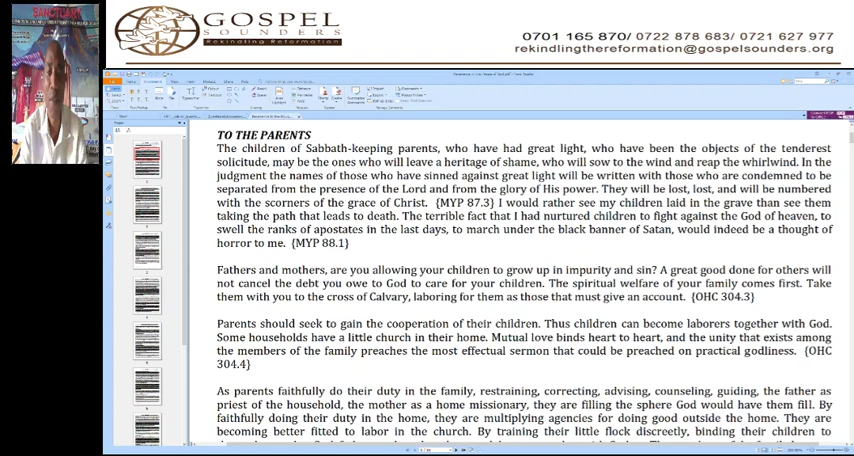 SANCTUARY
GOSPEL
SOUNDERS
Rekindling Reformation
0701 165 870/ 0722 878 683/ 0721 627 977
rekindlingthereformation@gospelsounders.org
TO THE PARENTS
The children of Sabbath-keeping parents, who have had great light, who have been the objects of the tenderest
solicitude, may be the ones who will leave a heritage of shame, who will sow to the wind and reap the whirlwind. In the
judgment the names of those who have sinned against great light will be written with those who are condemned to be
separated from the presence of the Lord and from the glory of His power. They will be lost, lost, and will be numbered
with the scorners of the grace of Christ. {MYP 87.3} I would rather see my children laid in the grave than see them
taking the path that leads to death. The terrible fact that I had nurtured children to fight against the God of heaven, to
swell the ranks of apostates in the last days, to march under the black banner of Satan, would indeed be a thought of
horror to me. {MYP 88.1}
Fathers and mothers, are you allowing your children to grow up in impurity and sin? A great good done for others will
not cancel the debt you owe to God to care for your children. The spiritual welfare of your family comes first. Take
them with you to the cross of Calvary, laboring for them as those that must give an account. {OHC 304.3}
Parents should seek to gain the cooperation of their children. Thus children can become laborers together with God.
Some households have a little church in their home. Mutual love binds heart to heart, and the unity that exists among
the members of the family preaches the most effectual sermon that could be preached on practical godliness. {OHC
304.4}
As parents faithfully do their duty in the family, restraining, correcting, advising, counseling, guiding, the father as
priest of the household, the mother as a home missionary, they are filling the sphere God would have them fill. By
faithfully doing their duty in the home, they are multiplying agencies for doing good outside the home. They are
becoming better fitted to labor in the church. By training their little flock discreetly, binding their children to